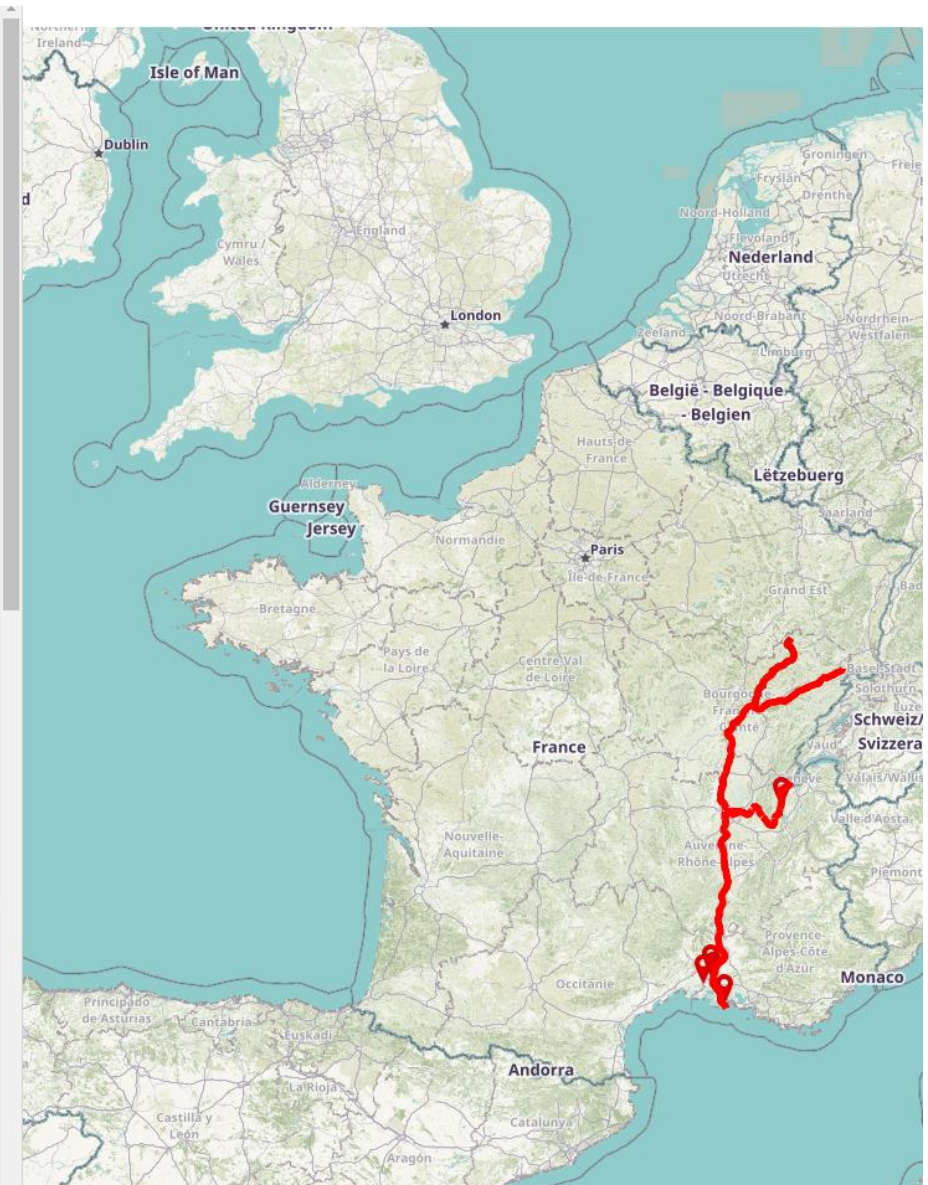 Northern
Ireland
United Kingdom
Isle of Man
Dublin
Groningen
Fryslân
Drenthe
Noord-Holland
England
Cymru /
Wales
Flevoland
Nederland
Utrecht
London
Noord-Brabant
Nordrhein-
Westfalen
Zeeland
Limburg
België - Belgique
- Belgien
Hauts-de-
France
Lëtzebuerg
Alderney
Guernsey
Jersey
Saarland
Normandie
Paris
Île-de-France
Grand Est
Bretagne
Pays de
la Loire
Centre-Val
de Loire
Basel-Stadt
Solothurn
Schweiz/
Svizzera
France
Vaud
Valais/Wallis
Valle d'Aosta
Nouvelle-
Aquitaine
Piemont
Provence-
Alpes-Côte
d'Azur
Monaco
Occitanie
Principado
de Asturias
Cantabria
Euskadi
Andorra
La Rioja
Castilla y
León
Catalunya
Aragón